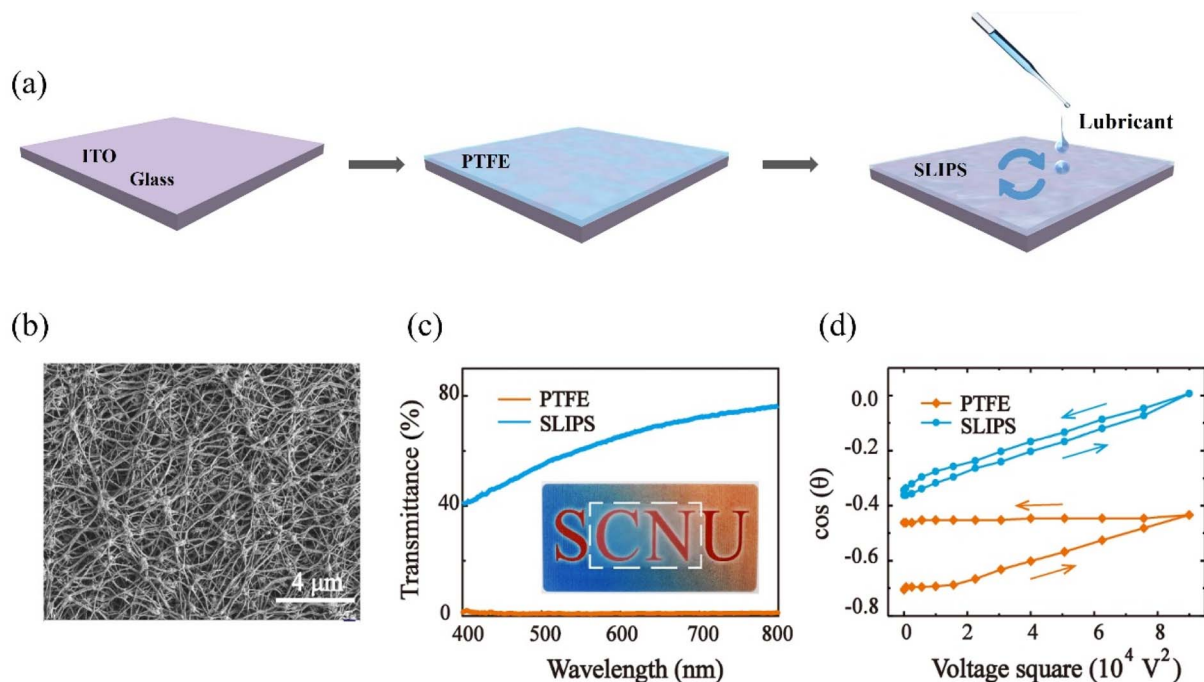 (a)
ITO
Glass
PTFE
Lubricant
SLIPS
(b)
4 μm
(c)
80
40
0
Transmittance (%)
PTFE
SLIPS
SCNU
400 500 600 700 800
Wavelength (nm)
(d)
0.0
-0.2
-0.4
-0.6
-0.8
cos (θ)
PTFE
SLIPS
0 2 4 6 8
Voltage square (10⁴ V²)